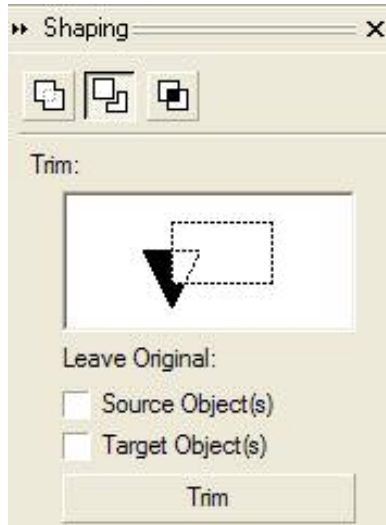 Shaping
Trim:
Leave Original:
Source Object(s)
Target Object(s)
Trim